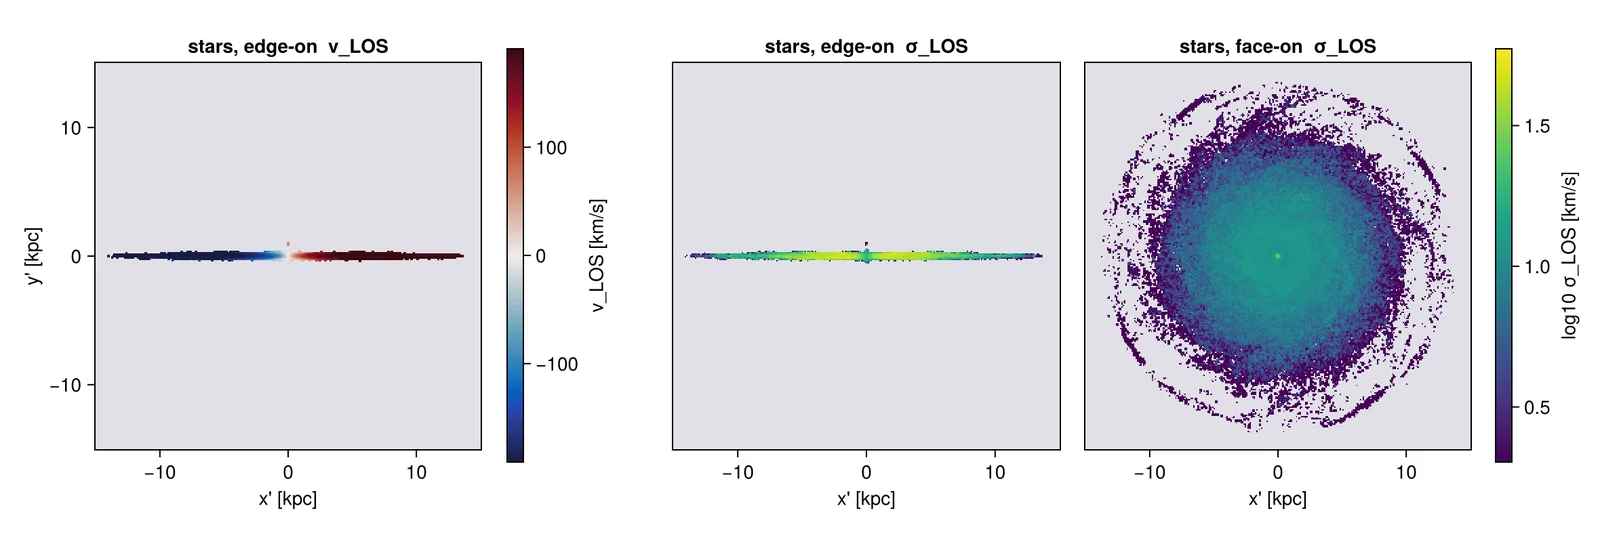 stars, edge-on  v_LOS
stars, edge-on  σ_LOS
stars, face-on  σ_LOS
10
0
−10
y' [kpc]
−10
0
10
x' [kpc]
100
0
−100
v_LOS [km/s]
−10
0
10
x' [kpc]
−10
0
10
x' [kpc]
1.5
1.0
0.5
log10 σ_LOS [km/s]